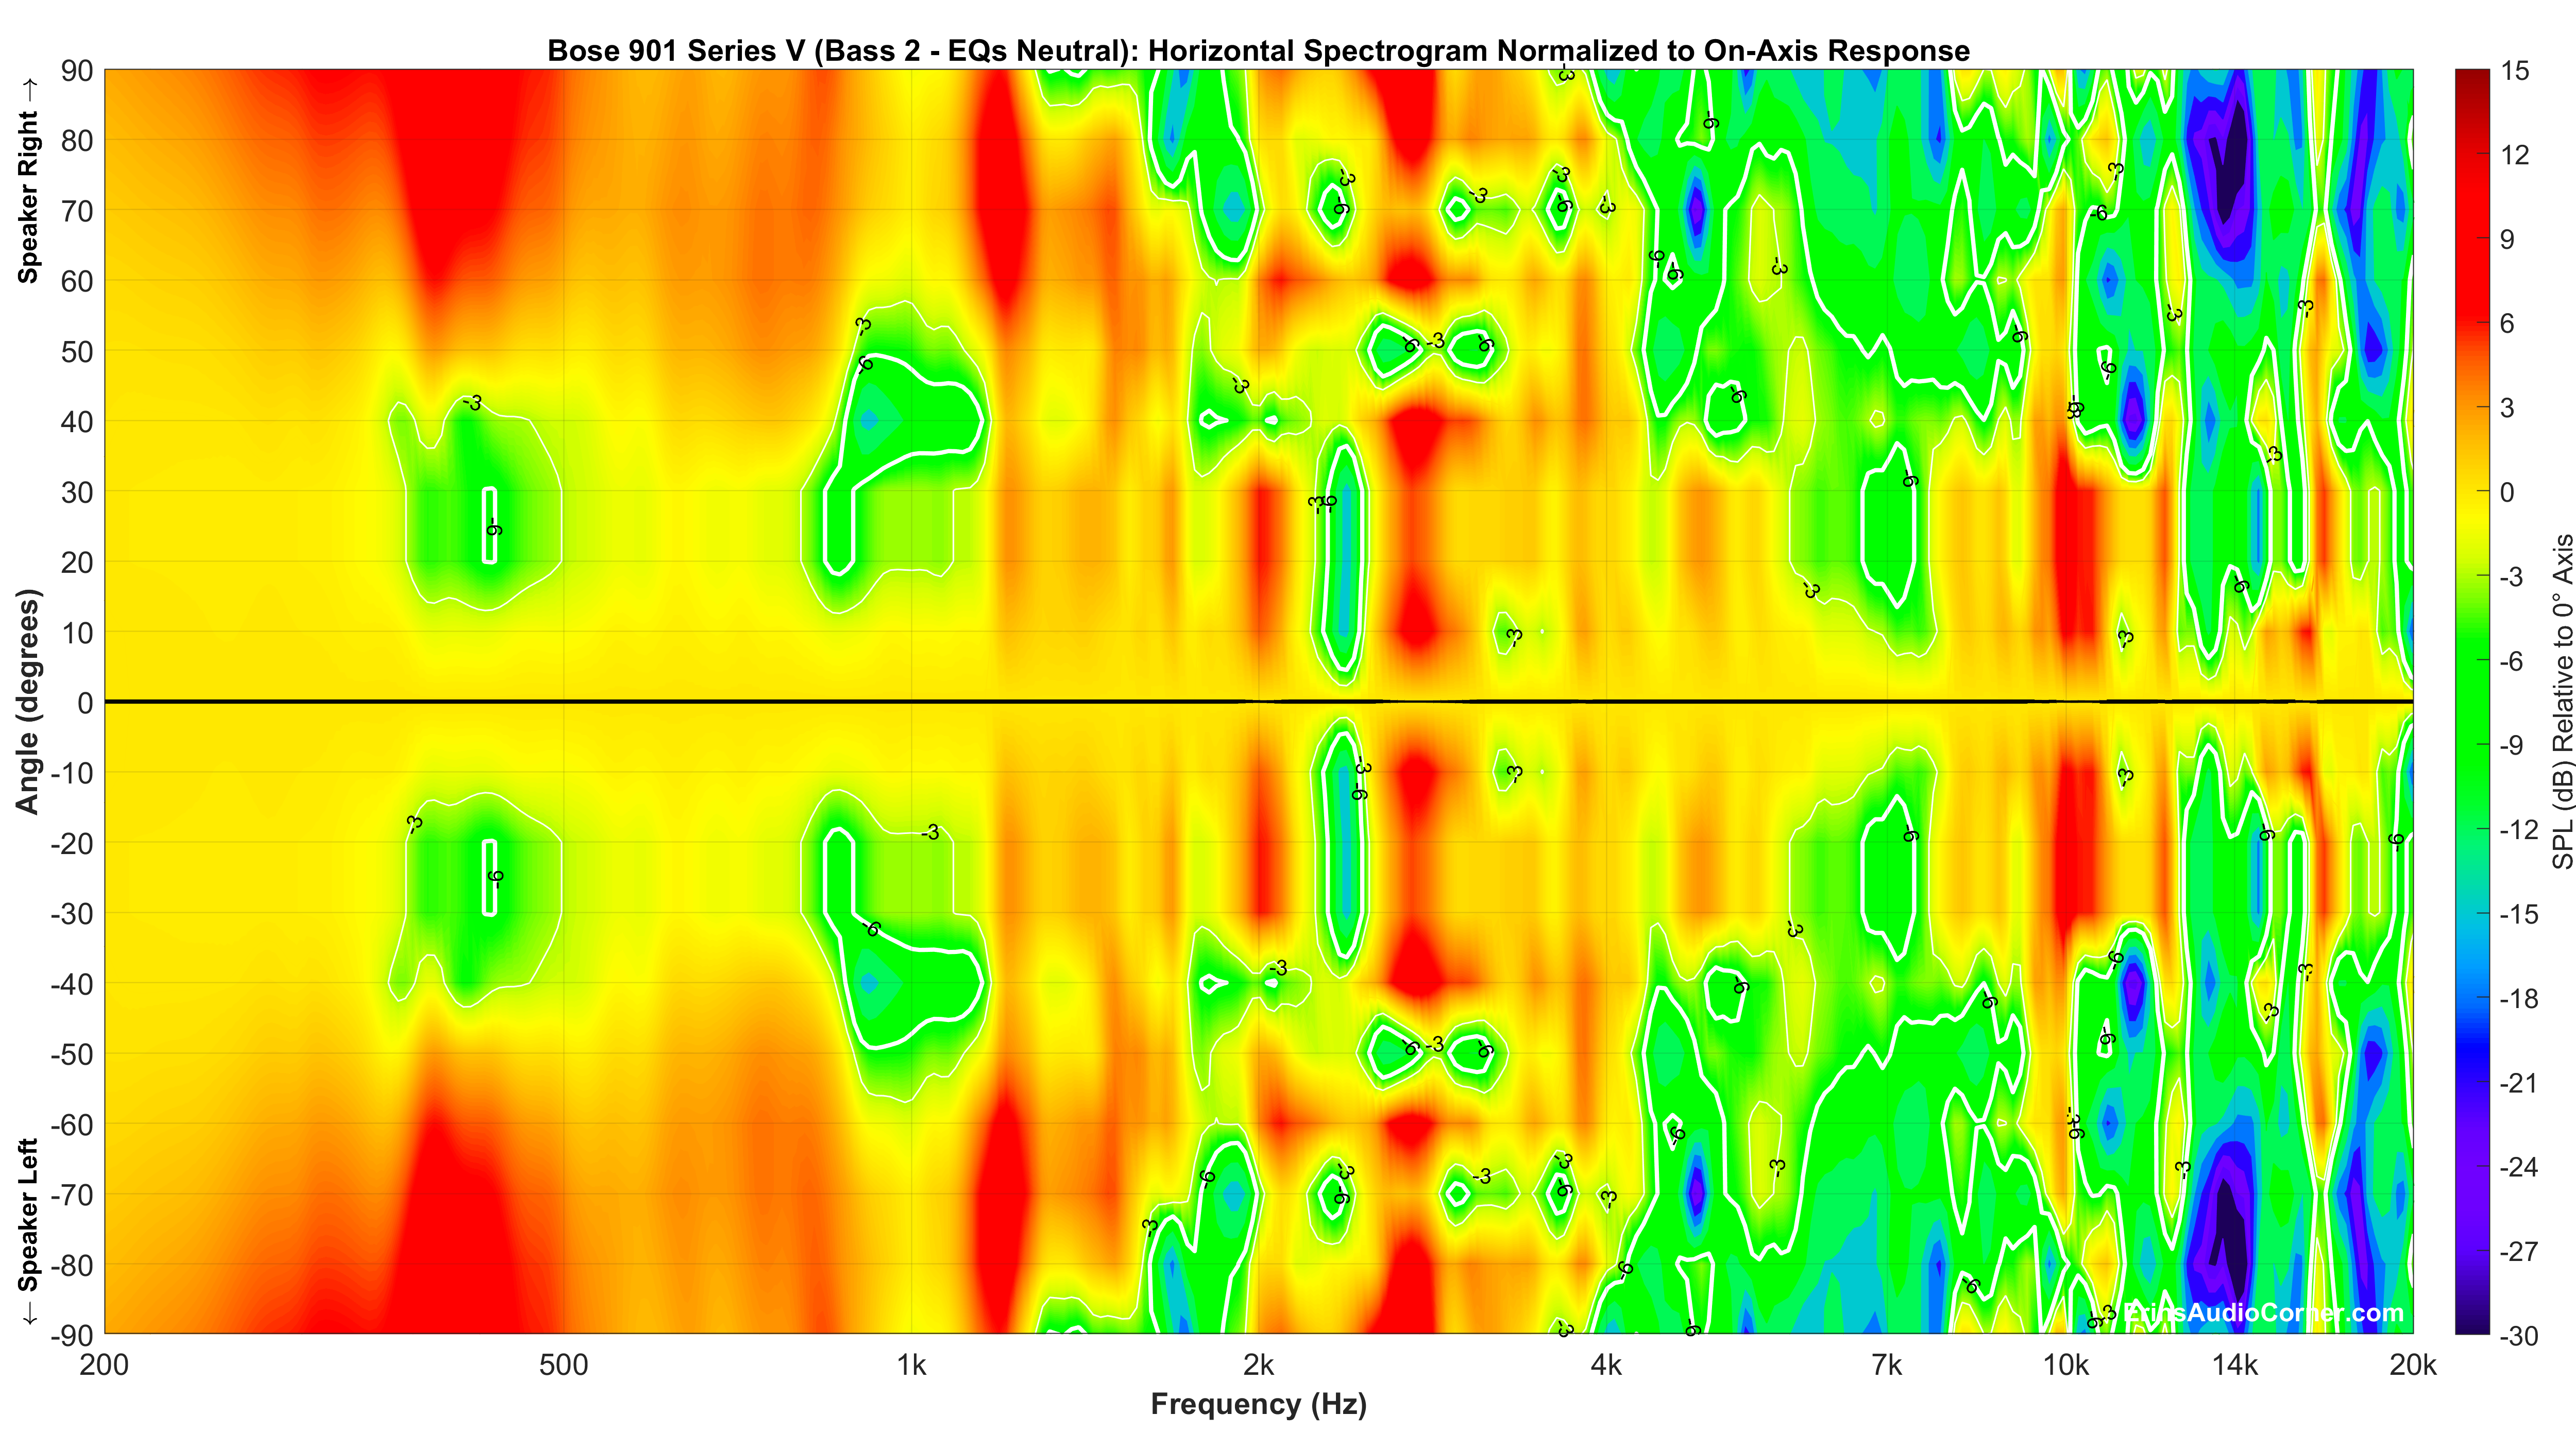 Bose 901 Series V (Bass 2 - EQs Neutral): Horizontal Spectrogram Normalized to On-Axis Response
Speaker Right →
Angle (degrees)
← Speaker Left
90
80
70
60
50
40
30
20
10
0
-10
-20
-30
-40
-50
-60
-70
-80
-90
200
500
1k
2k
4k
7k
10k
14k
20k
Frequency (Hz)
15
12
9
6
3
0
-3
-6
-9
-12
-15
-18
-21
-24
-27
-30
SPL (dB) Relative to 0° Axis
ErinsAudioCorner.com